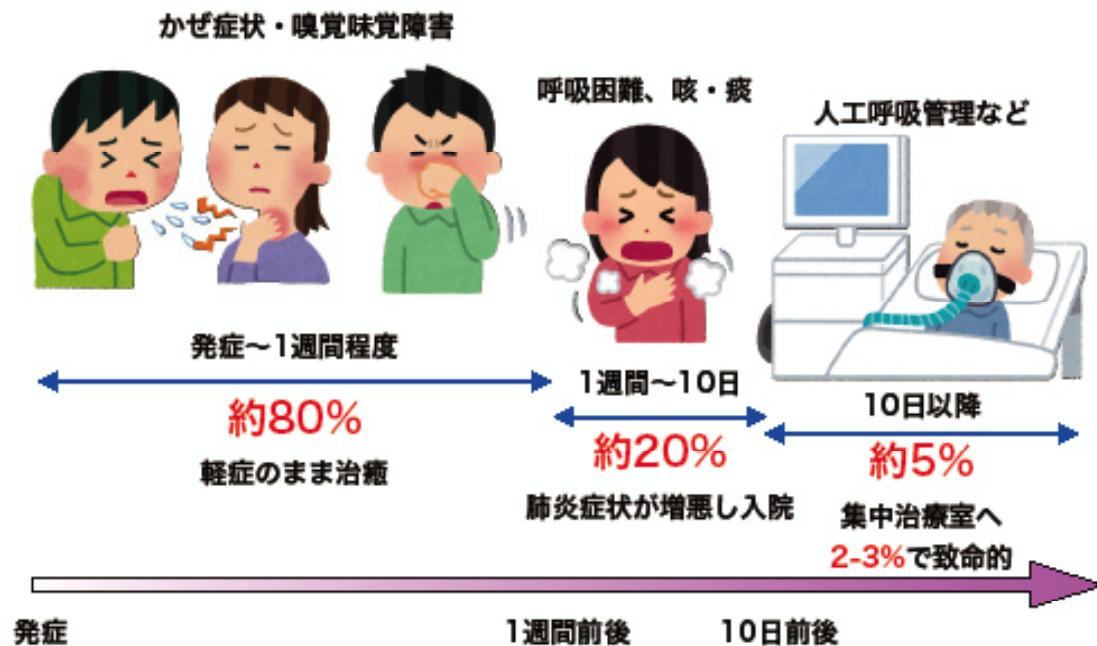 かぜ症状・嗅覚味覚障害
呼吸困難、咳・痰
人工呼吸管理など
発症〜1週間程度
約80%
軽症のまま治癒
1週間〜10日
約20%
肺炎症状が増悪し入院
10日以降
約5%
集中治療室へ
2-3%で致命的
発症
1週間前後
10日前後